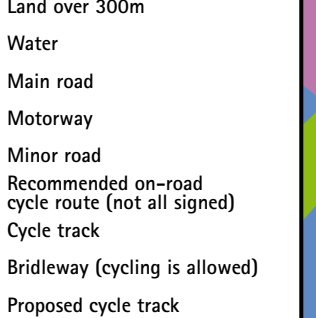 Land over 300m
Water
Main road
Motorway
Minor road
Recommended on-road
cycle route (not all signed)
Cycle track
Bridleway (cycling is allowed)
Proposed cycle track